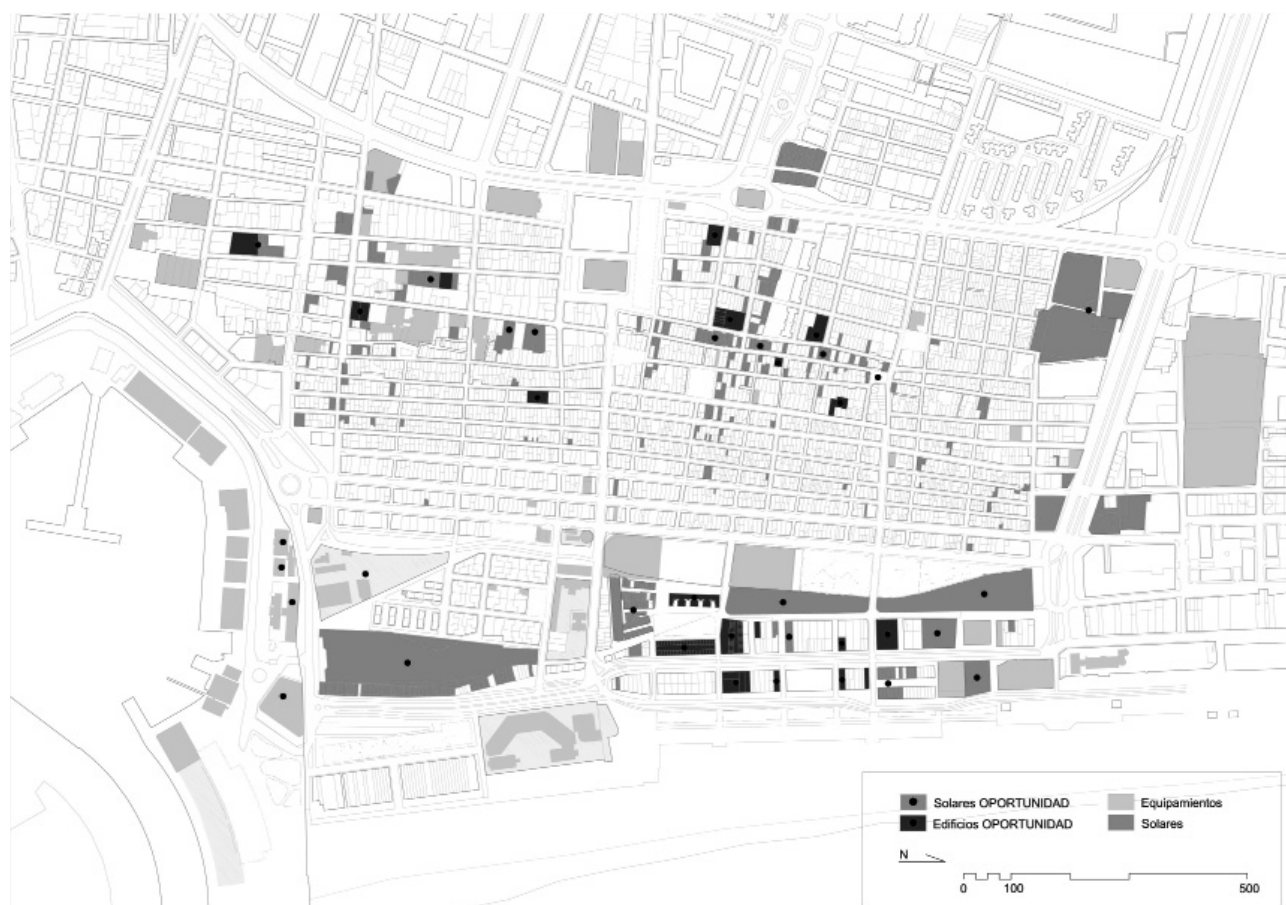 Solares OPORTUNIDAD
Edificios OPORTUNIDAD
Equipamientos
Solares
N
0 100 500